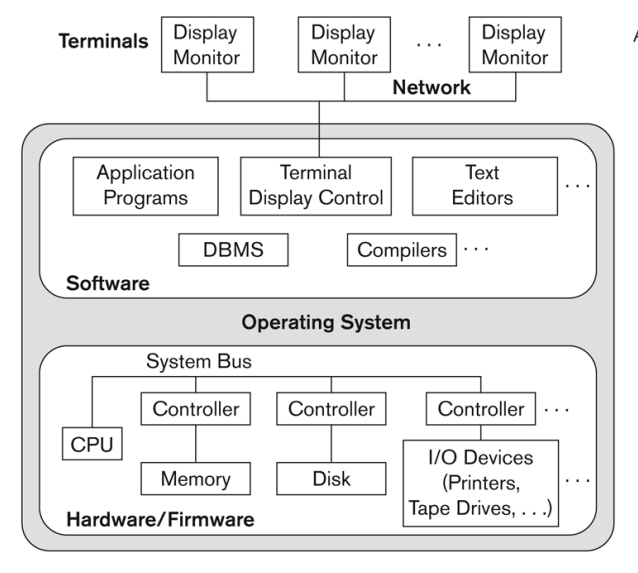 Terminals
Display
Monitor
Display
Monitor
. . .
Display
Monitor
A
Network
Application
Programs
Terminal
Display Control
Text
Editors
. . .
DBMS
Compilers
. . .
Software
Operating System
System Bus
Controller
Controller
Controller
. . .
CPU
Memory
Disk
I/O Devices
(Printers,
Tape Drives, . . .)
. . .
Hardware/Firmware